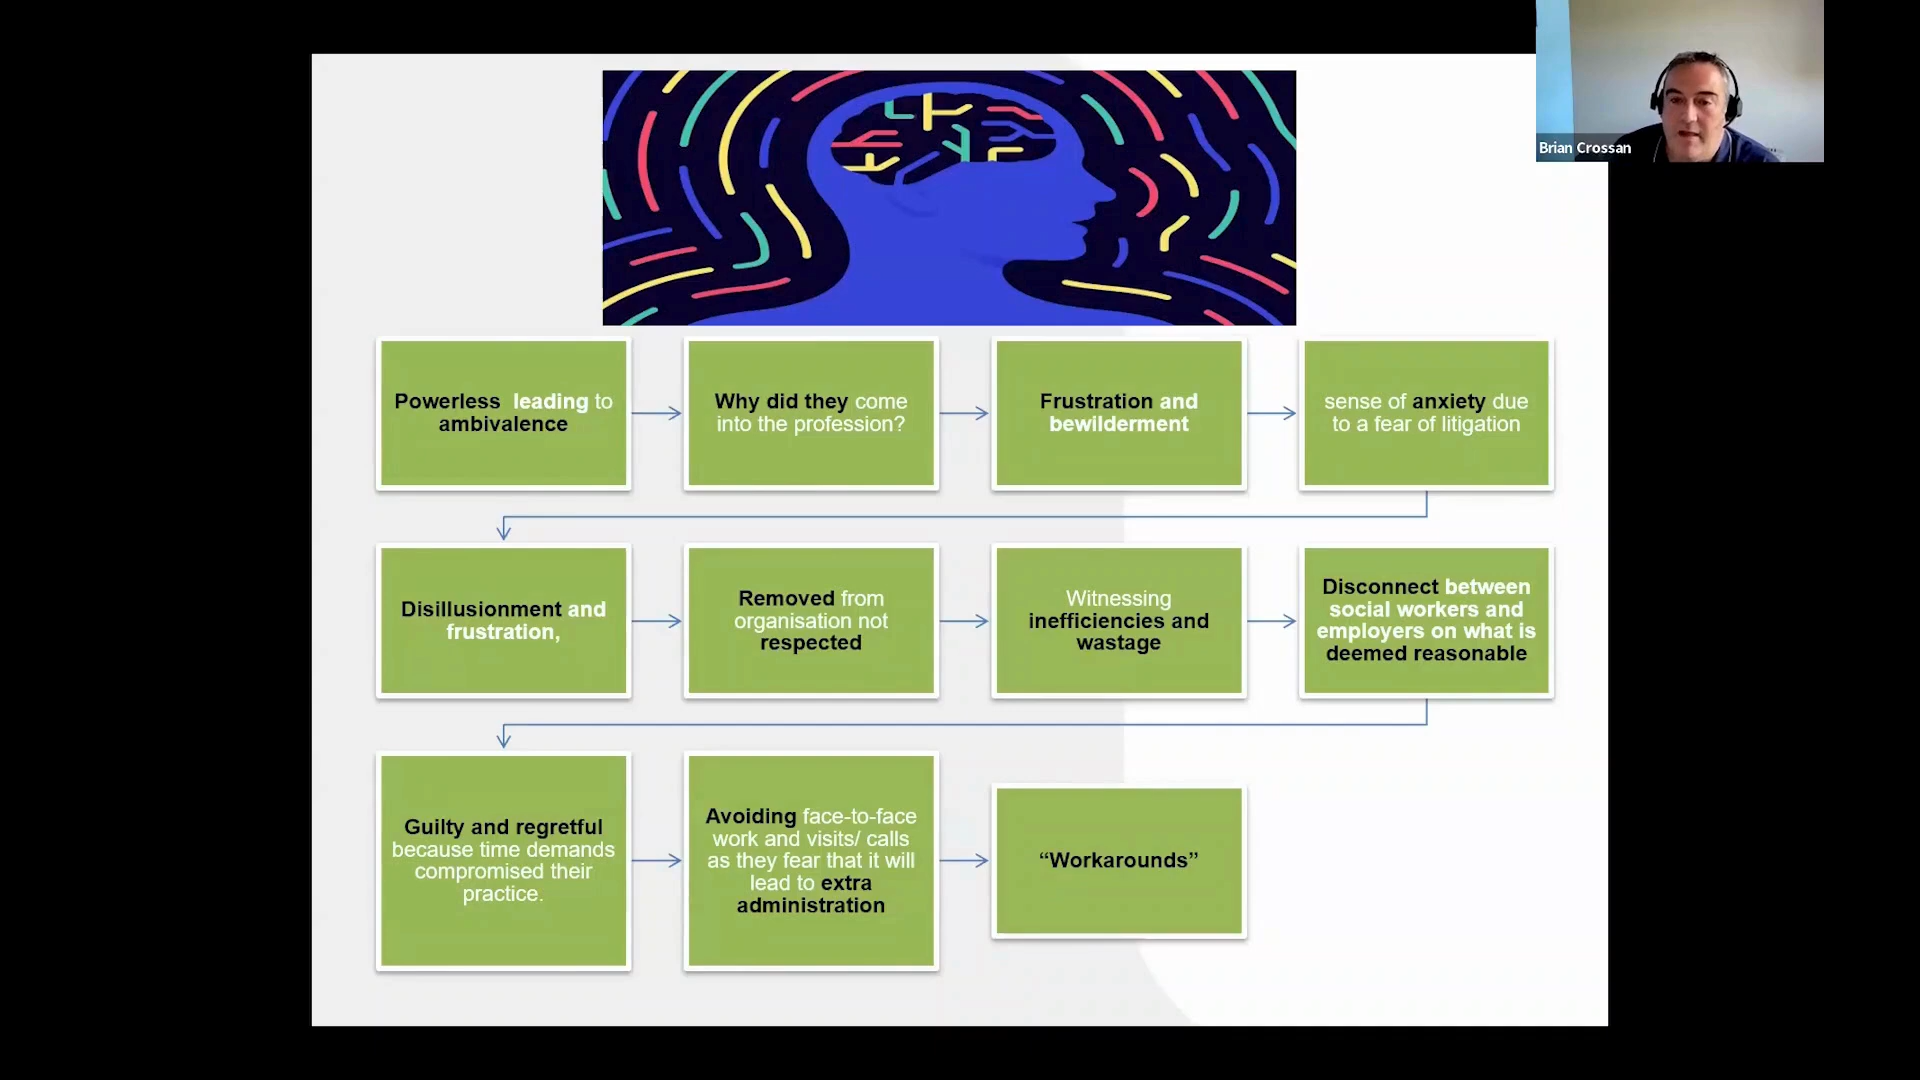 Brian Crossan
Powerless leading to
ambivalence
Why did they come
into the profession?
Frustration and
bewilderment
sense of anxiety due
to a fear of litigation
Disillusionment and
frustration,
Removed from
organisation not
respected
Witnessing
inefficiencies and
wastage
Disconnect between
social workers and
employers on what is
deemed reasonable
Guilty and regretful
because time demands
compromised their
practice.
Avoiding face-to-face
work and visits/ calls
as they fear that it will
lead to extra
administration
“Workarounds”